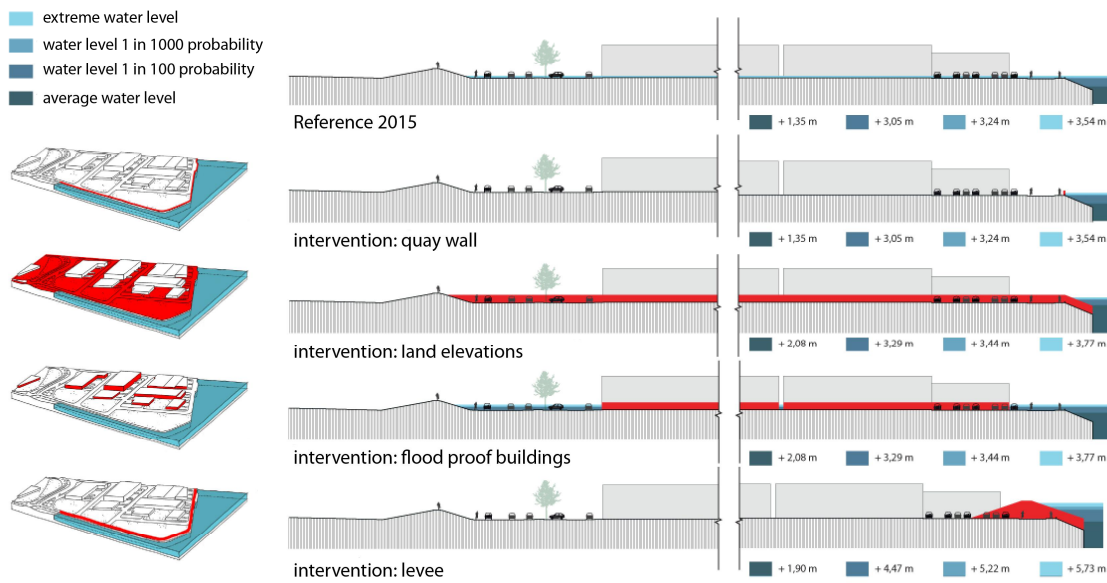 extreme water level
water level 1 in 1000 probability
water level 1 in 100 probability
average water level
Reference 2015
+ 1,35 m + 3,05 m + 3,24 m + 3,54 m
intervention: quay wall
+ 1,35 m + 3,05 m + 3,24 m + 3,54 m
intervention: land elevations
+ 2,08 m + 3,29 m + 3,44 m + 3,77 m
intervention: flood proof buildings
+ 2,08 m + 3,29 m + 3,44 m + 3,77 m
intervention: levee
+ 1,90 m + 4,47 m + 5,22 m + 5,73 m